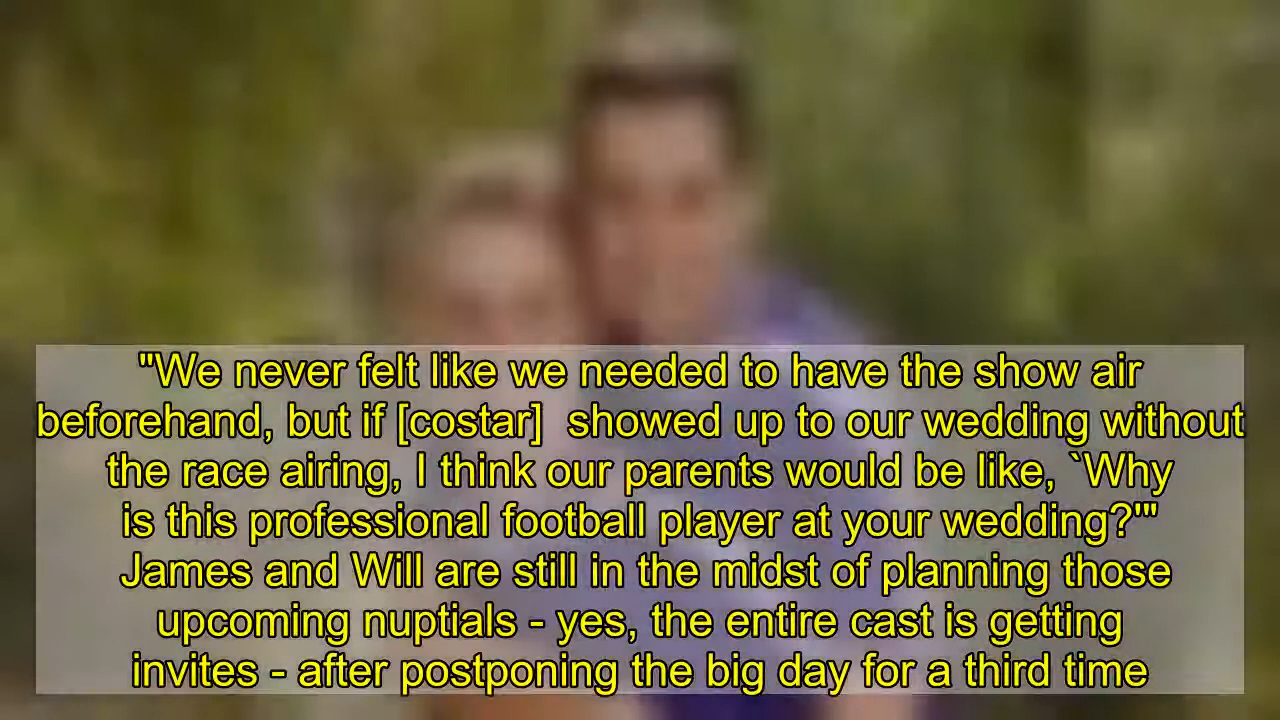 "We never felt like we needed to have the show air
beforehand, but if [costar]  showed up to our wedding without
the race airing, I think our parents would be like, `Why
is this professional football player at your wedding?'"
James and Will are still in the midst of planning those
upcoming nuptials - yes, the entire cast is getting
invites - after postponing the big day for a third time